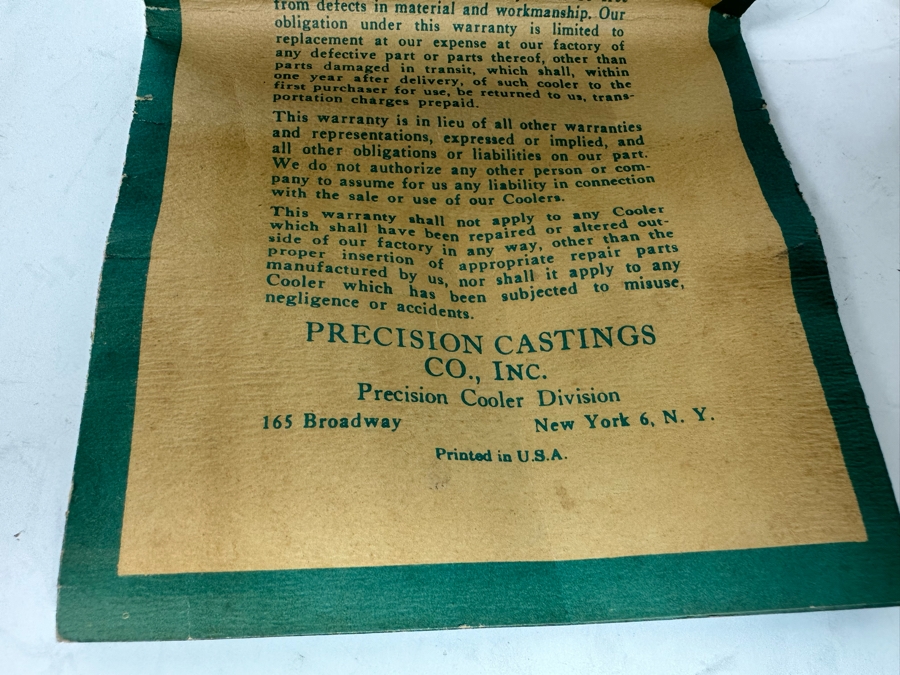 from defects in material and workmanship. Our
obligation under this warranty is limited to
replacement at our expense at our factory of
any defective part or parts thereof, other than
parts damaged in transit, which shall, within
one year after delivery, of such cooler to the
first purchaser for use, be returned to us, trans-
portation charges prepaid.
This warranty is in lieu of all other warranties
and representations, expressed or implied, and
all other obligations or liabilities on our part.
We do not authorize any other person or com-
pany to assume for us any liability in connection
with the sale or use of our Coolers.
This warranty shall not apply to any Cooler
which shall have been repaired or altered out-
side of our factory in any way, other than the
proper insertion of appropriate repair parts
manufactured by us, nor shall it apply to any
Cooler which has been subjected to misuse,
negligence or accidents.
PRECISION CASTINGS
CO., INC.
Precision Cooler Division
165 Broadway New York 6, N. Y.
Printed in U.S.A.